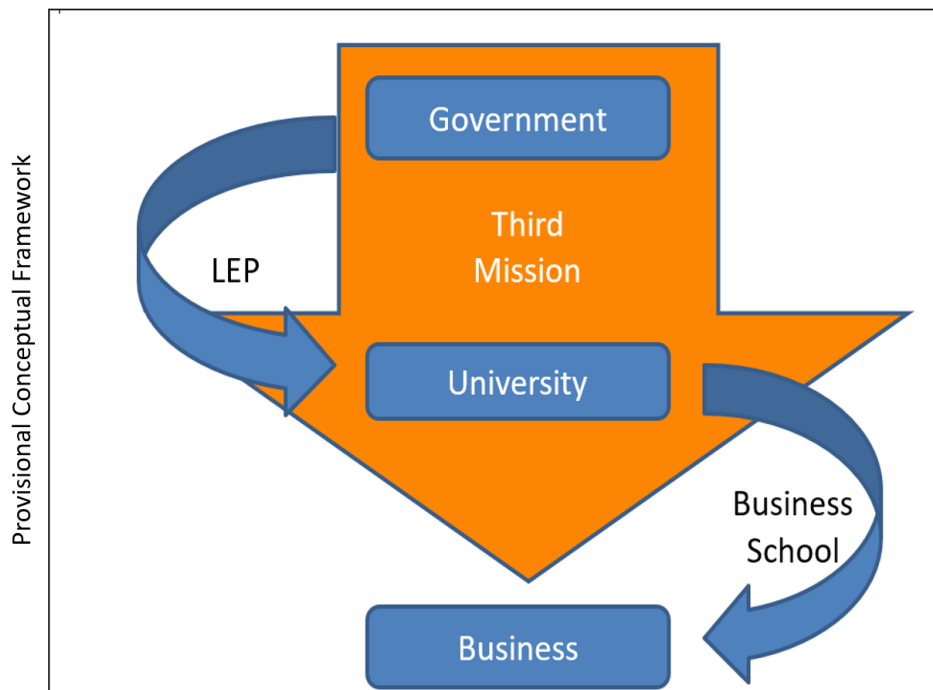 Provisional Conceptual Framework
Government
Third
Mission
LEP
University
Business
School
Business